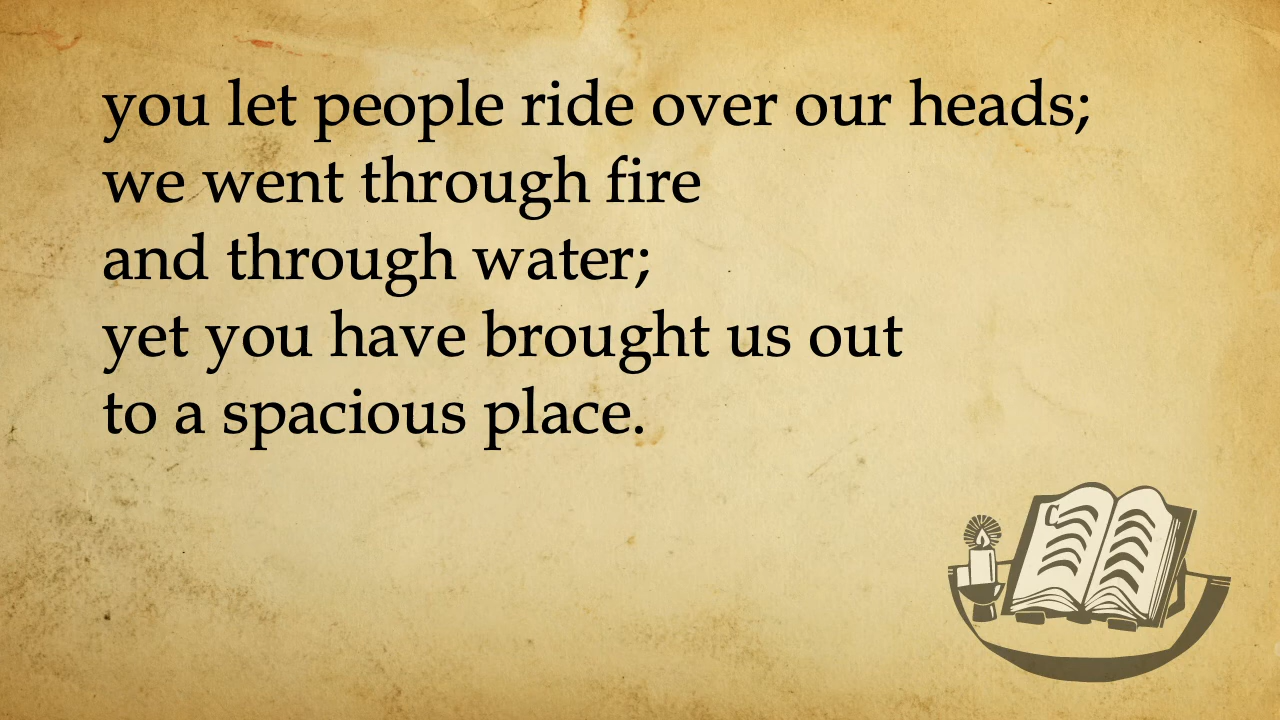 you let people ride over our heads;
we went through fire
and through water;
yet you have brought us out
to a spacious place.